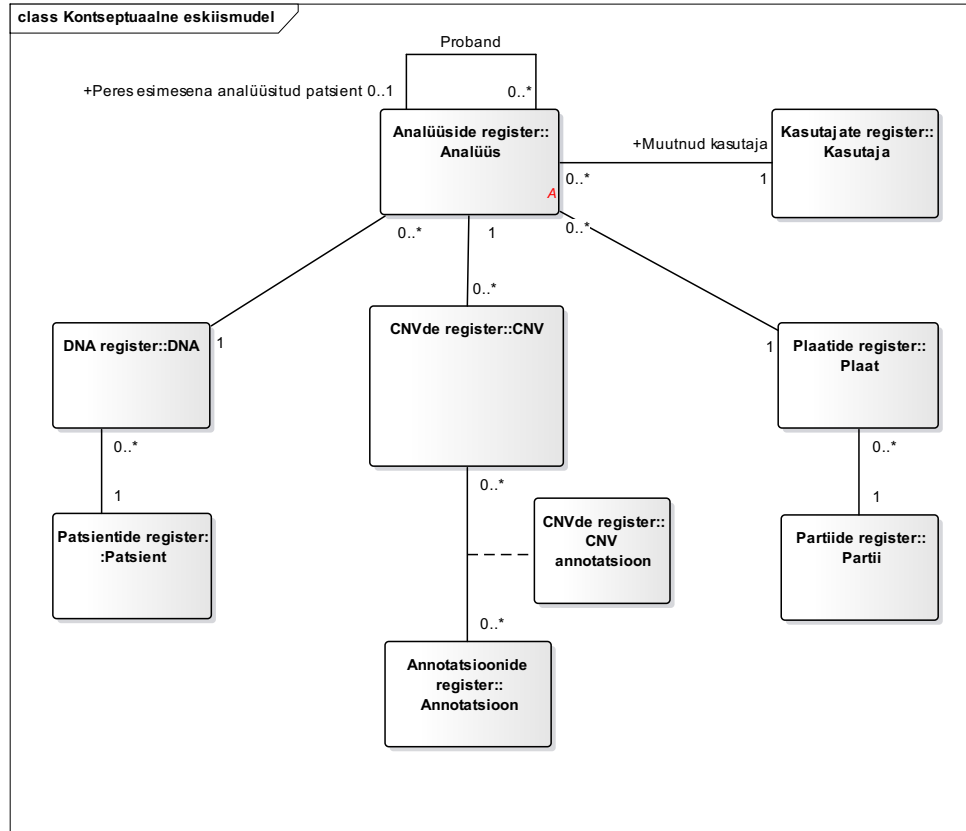 class Kontseptuaalne eskiismudel
Proband
+Peres esimesena analüüsitud patsient 0..1
0..*
Analüüside register::
Analüüs
A
+Muutnud kasutaja
0..*
1
Kasutajate register::
Kasutaja
0..*
1
0..*
0..*
DNA register::DNA
1
CNVde register::CNV
1
Plaatide register::
Plaat
0..*
1
0..*
0..*
1
Patsientide register:
:Patsient
CNVde register::
CNV
annotatsioon
Partiide register::
Partii
0..*
Annotatsioonide
register::
Annotatsioon